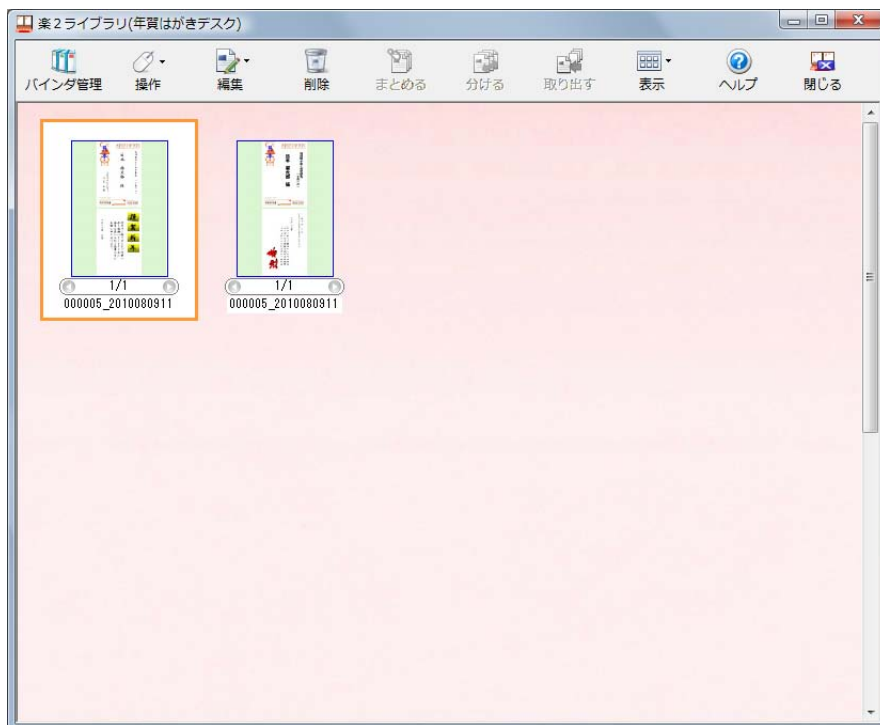 楽2ライブラリ(年賀はがきデスク)
バインダ管理 操作 編集 削除 まとめる 分ける 取り出す 表示 ヘルプ 閉じる
1/1 1/1
000005_2010080911 000005_2010080911